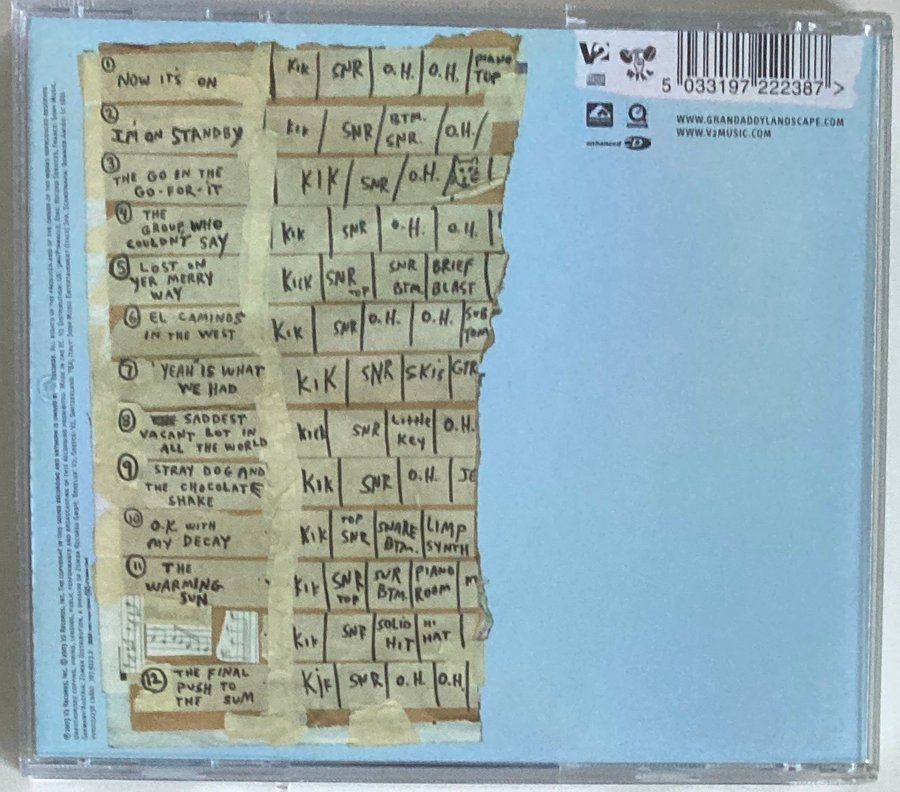 ① NOW IT'S ON
KIK SNR O.H. O.H. PIANO TOP
② I'M ON STANDBY
KIK SNR BTM. SNR. O.H.
③ THE GO IN THE
GO-FOR-IT
KIK SNR O.H.
④ THE
GROUP WHO
COULDN'T SAY
KIK SNR O.H. O.H.
⑤ LOST ON
YER MERRY
WAY
KICK SNR TOP SNR BTM. BRIEF BLAST
⑥ EL CAMINOS
IN THE WEST
KIK SNR O.H. O.H. SUB TOM
⑦ "YEAH" IS WHAT
WE HAD
KIK SNR SKIS GTR
⑧ SADDEST
VACANT LOT IN
ALL THE WORLD
KICK SNR LITTLE KEY O.H.
⑨ STRAY DOG AND
THE CHOCOLATE
SHAKE
KIK SNR O.H. JE
⑩ O.K WITH
MY DECAY
KIK TOP SNR SNARE BTM. LIMP SYNTH
⑪ THE
WARMING
SUN
KIK SNR TOP SNR BTM. PIANO ROOM M
KIK SNR SOLID HIT HI HAT
⑫ THE FINAL
PUSH TO
THE SUM
KIK SNR O.H. O.H.
V2
5 033197 222387 >
WWW.GRANDADDYLANDSCAPE.COM
WWW.V2MUSIC.COM
enhanced CD